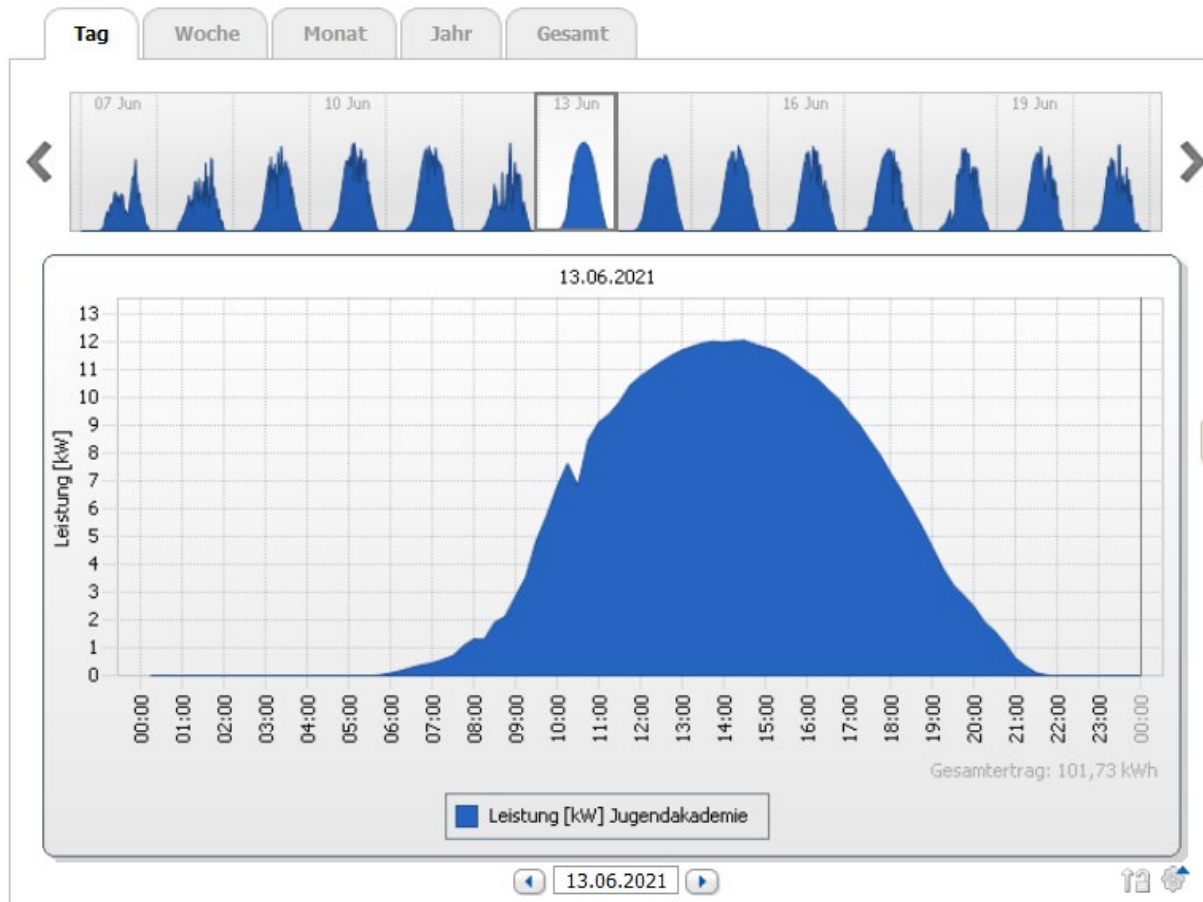 Tag Woche Monat Jahr Gesamt
07 Jun 10 Jun 13 Jun 16 Jun 19 Jun
13.06.2021
13
12
11
10
9
8
7
6
5
4
3
2
1
0
Leistung [kW]
00:00 01:00 02:00 03:00 04:00 05:00 06:00 07:00 08:00 09:00 10:00 11:00 12:00 13:00 14:00 15:00 16:00 17:00 18:00 19:00 20:00 21:00 22:00 23:00 00:00
Gesamtertrag: 101,73 kWh
Leistung [kW] Jugendakademie
13.06.2021